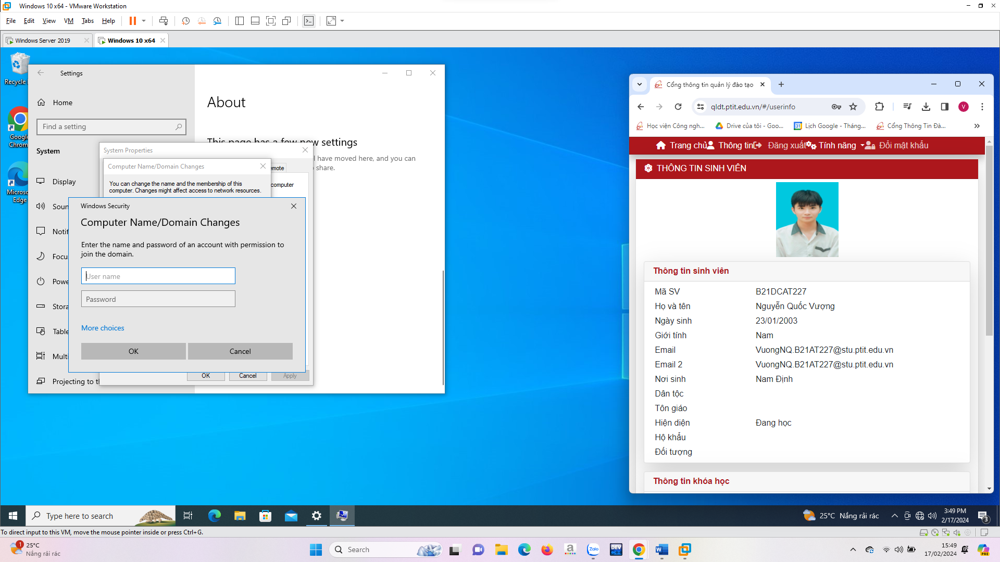 Windows 10 x64 - VMware Workstation
File Edit View VM Tabs Help
Windows Server 2019
Windows 10 x64
Recycle
Google
Chrom
Microso
Edge
Settings
Home
Find a setting
System
Display
Soun
Notif
Focu
Powe
Stora
Table
Multi
Projecting to th
About
This page has a few new settings
l have moved here, and you can
share.
System Properties
emote
computer
Computer Name/Domain Changes
You can change the name and the membership of this
computer. Changes might affect access to network resources.
Windows Security
Computer Name/Domain Changes
Enter the name and password of an account with permission to
join the domain.
User name
Password
More choices
OK Cancel
OK Cancel Apply
Cổng thông tin quản lý đào tạo
qldt.ptit.edu.vn/#/userinfo
V
Học viện Công ngh...
Drive của tôi - Goo...
31 Lịch Google - Tháng...
Cổng Thông Tin Đà...
Trang chủ Thông tin Đăng xuất Tính năng Đổi mật khẩu
THÔNG TIN SINH VIÊN
Thông tin sinh viên
Mã SV B21DCAT227
Họ và tên Nguyễn Quốc Vượng
Ngày sinh 23/01/2003
Giới tính Nam
Email VuongNQ.B21AT227@stu.ptit.edu.vn
Email 2 VuongNQ.B21AT227@stu.ptit.edu.vn
Nơi sinh Nam Định
Dân tộc
Tôn giáo
Hiện diện Đang học
Hộ khẩu
Đối tượng
Thông tin khóa học
Type here to search
25°C Nắng rải rác
3:49 PM
2/17/2024
3
To direct input to this VM, move the mouse pointer inside or press Ctrl+G.
1
25°C
Nắng rải rác
Search
a
Zalo
DEV
W
15:49
17/02/2024
PRE